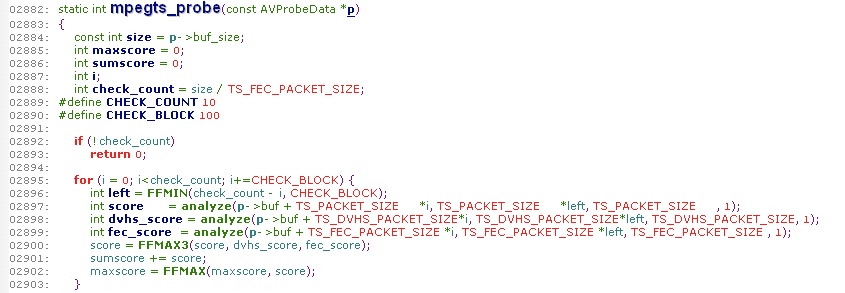 02882: static int mpegts_probe(const AVProbeData *p)
02883: {
02884:     const int size = p->buf_size;
02885:     int maxscore = 0;
02886:     int sumscore = 0;
02887:     int i;
02888:     int check_count = size / TS_FEC_PACKET_SIZE;
02889: #define CHECK_COUNT 10
02890: #define CHECK_BLOCK 100
02891:
02892:     if (! check_count)
02893:         return 0;
02894:
02895:     for (i = 0; i<check_count; i+=CHECK_BLOCK) {
02896:         int left = FFMIN(check_count - i, CHECK_BLOCK);
02897:         int score      = analyze(p->buf + TS_PACKET_SIZE     *i, TS_PACKET_SIZE     *left, TS_PACKET_SIZE     , 1);
02898:         int dvhs_score = analyze(p->buf + TS_DVHS_PACKET_SIZE*i, TS_DVHS_PACKET_SIZE*left, TS_DVHS_PACKET_SIZE, 1);
02899:         int fec_score  = analyze(p->buf + TS_FEC_PACKET_SIZE *i, TS_FEC_PACKET_SIZE *left, TS_FEC_PACKET_SIZE , 1);
02900:         score = FFMAX3(score, dvhs_score, fec_score);
02901:         sumscore += score;
02902:         maxscore = FFMAX(maxscore, score);
02903:     }